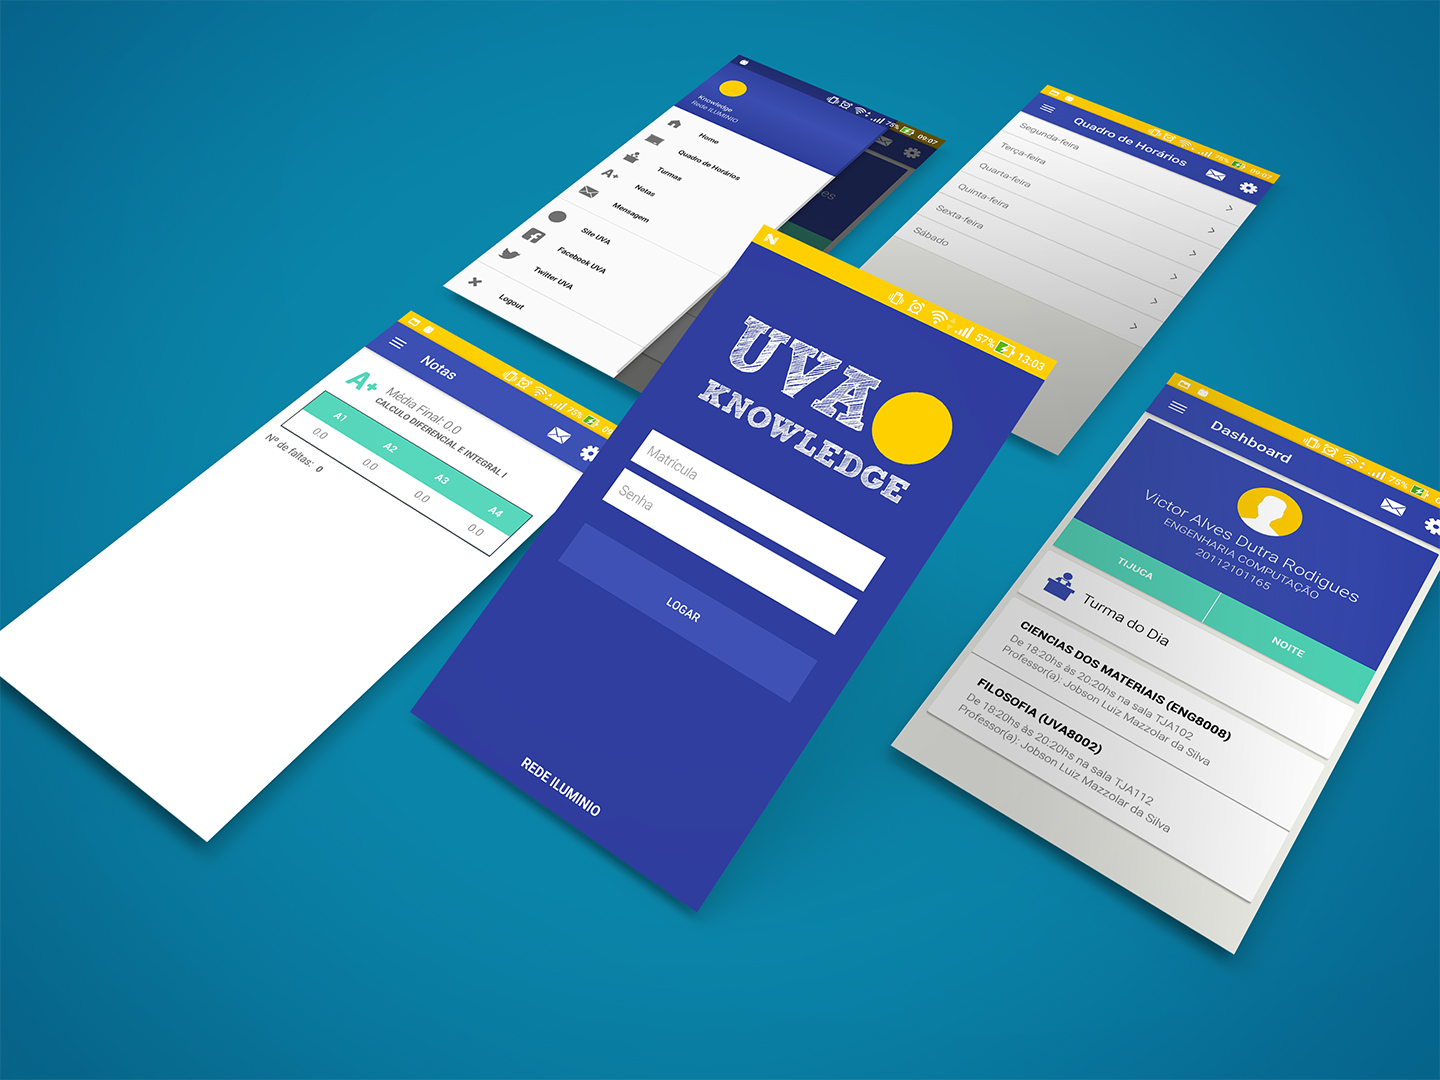 75% 09:07
Knowledge
Rede ILUMINIO
Home
Quadro de Horários
Turmas
Notas
Mensagem
Site UVA
Facebook UVA
Twitter UVA
Logout
75% 09:07
Quadro de Horários
Segunda-feira
Terça-feira
Quarta-feira
Quinta-feira
Sexta-feira
Sábado
75%
Notas
A+ Média Final: 0.0
CALCULO DIFERENCIAL E INTEGRAL I
A1 A2 A3 A4
0.0 0.0 0.0 0.0
Nº de faltas: 0
57% 13:03
UVA
KNOWLEDGE
Matrícula
Senha
LOGAR
REDE ILUMINIO
75%
Dashboard
Victor Alves Dutra Rodigues
ENGENHARIA COMPUTAÇÃO
20112101165
TIJUCA NOITE
Turma do Dia
CIENCIAS DOS MATERIAIS (ENG8008)
De 18:20hs às 20:20hs na sala TJA102
Professor(a): Jobson Luiz Mazzolar da Silva
FILOSOFIA (UVA8002)
De 18:20hs às 20:20hs na sala TJA112
Professor(a): Jobson Luiz Mazzolar da Silva